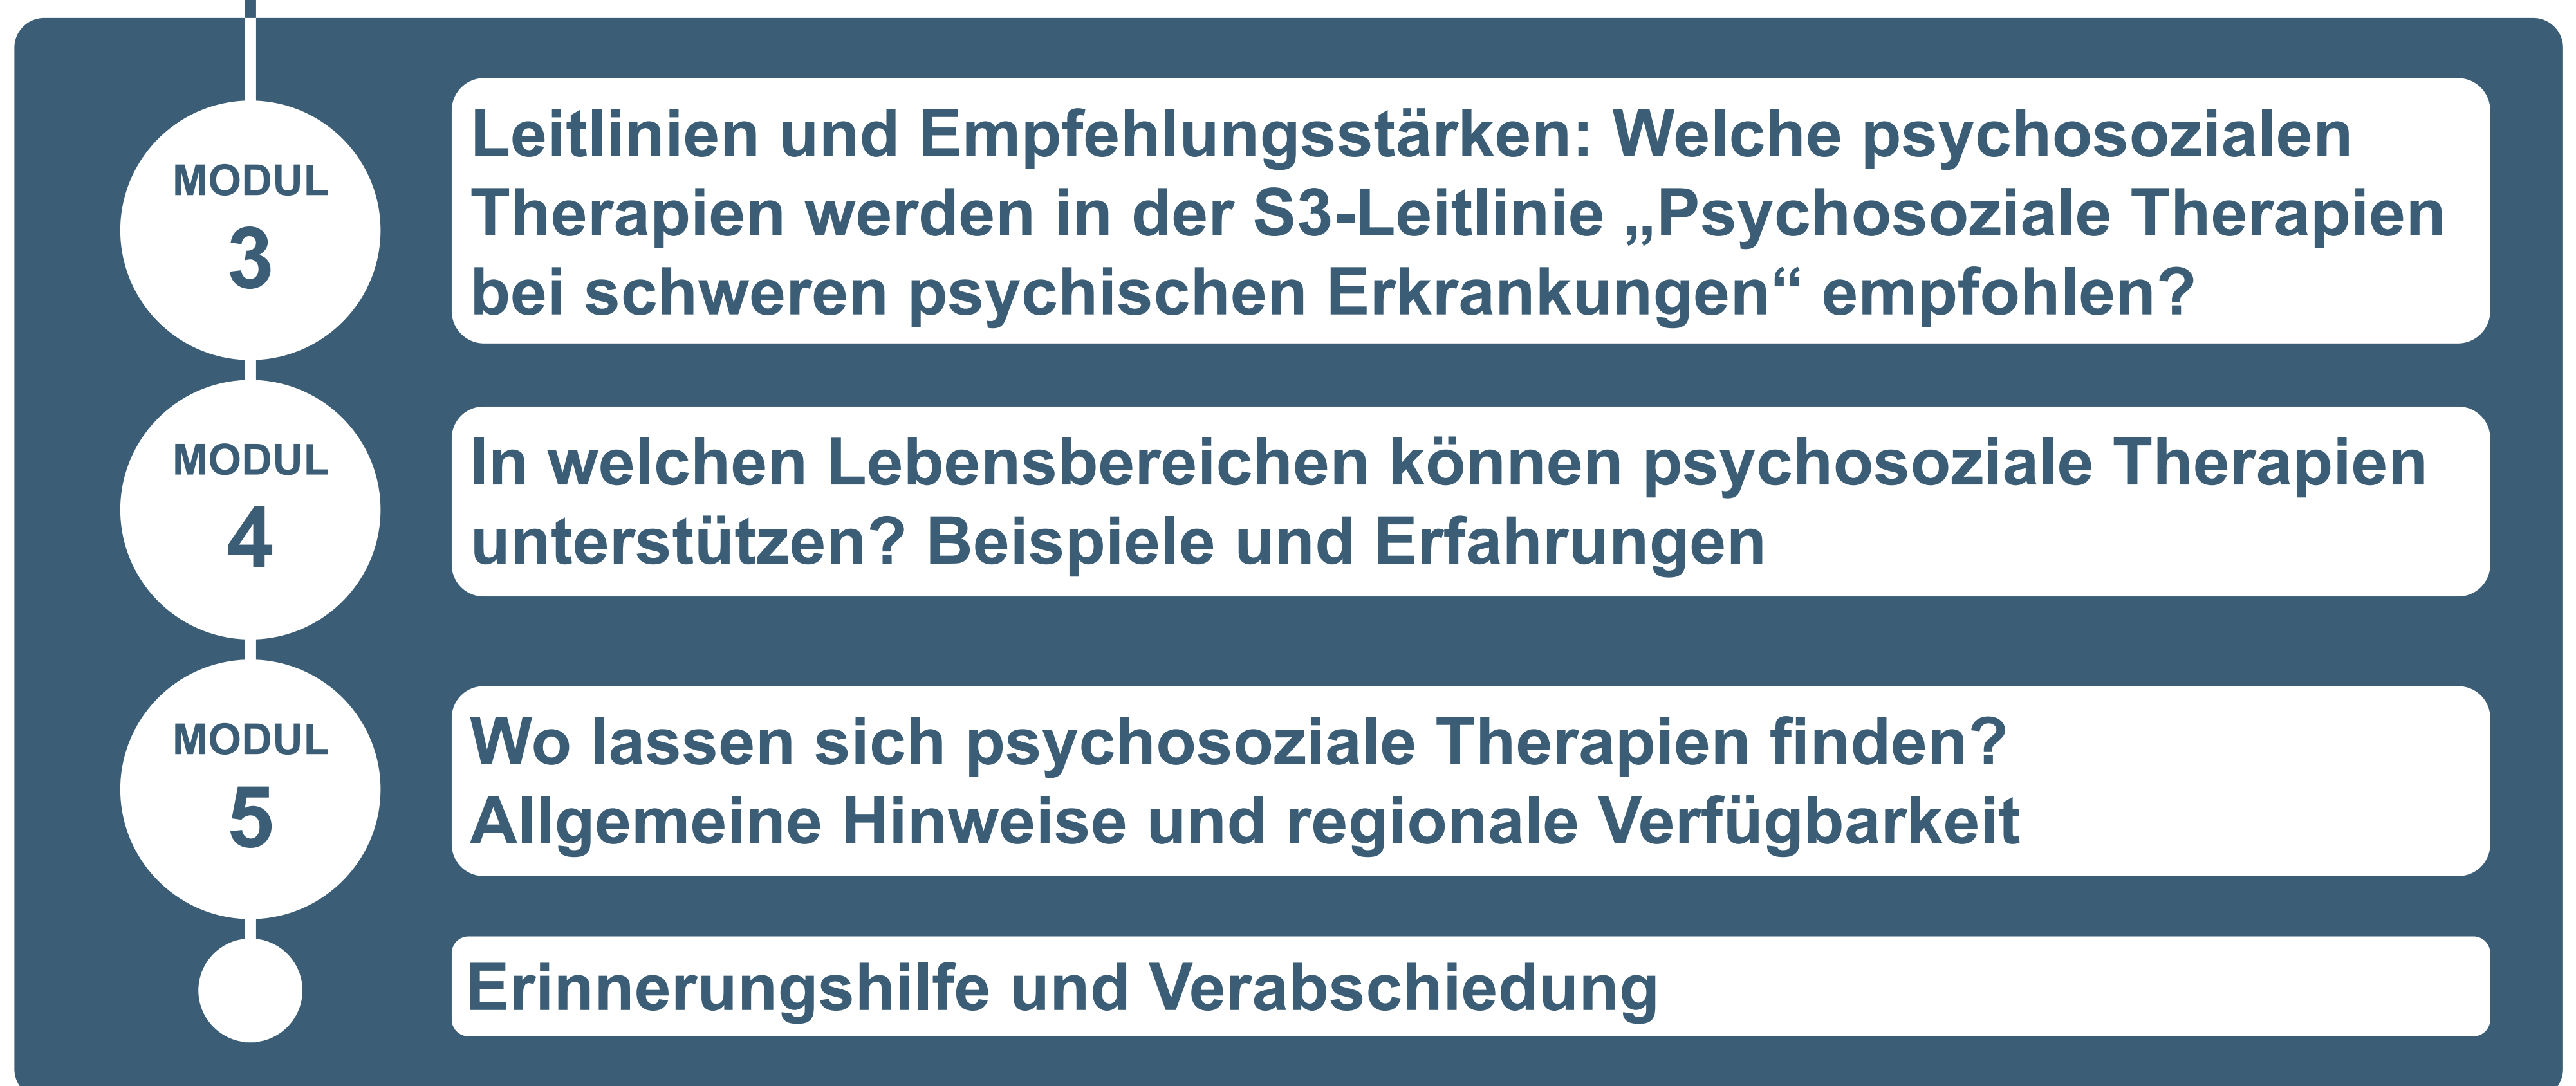 MODUL
3
Leitlinien und Empfehlungsstärken: Welche psychosozialen
Therapien werden in der S3-Leitlinie „Psychosoziale Therapien
bei schweren psychischen Erkrankungen“ empfohlen?
MODUL
4
In welchen Lebensbereichen können psychosoziale Therapien
unterstützen? Beispiele und Erfahrungen
MODUL
5
Wo lassen sich psychosoziale Therapien finden?
Allgemeine Hinweise und regionale Verfügbarkeit
Erinnerungshilfe und Verabschiedung